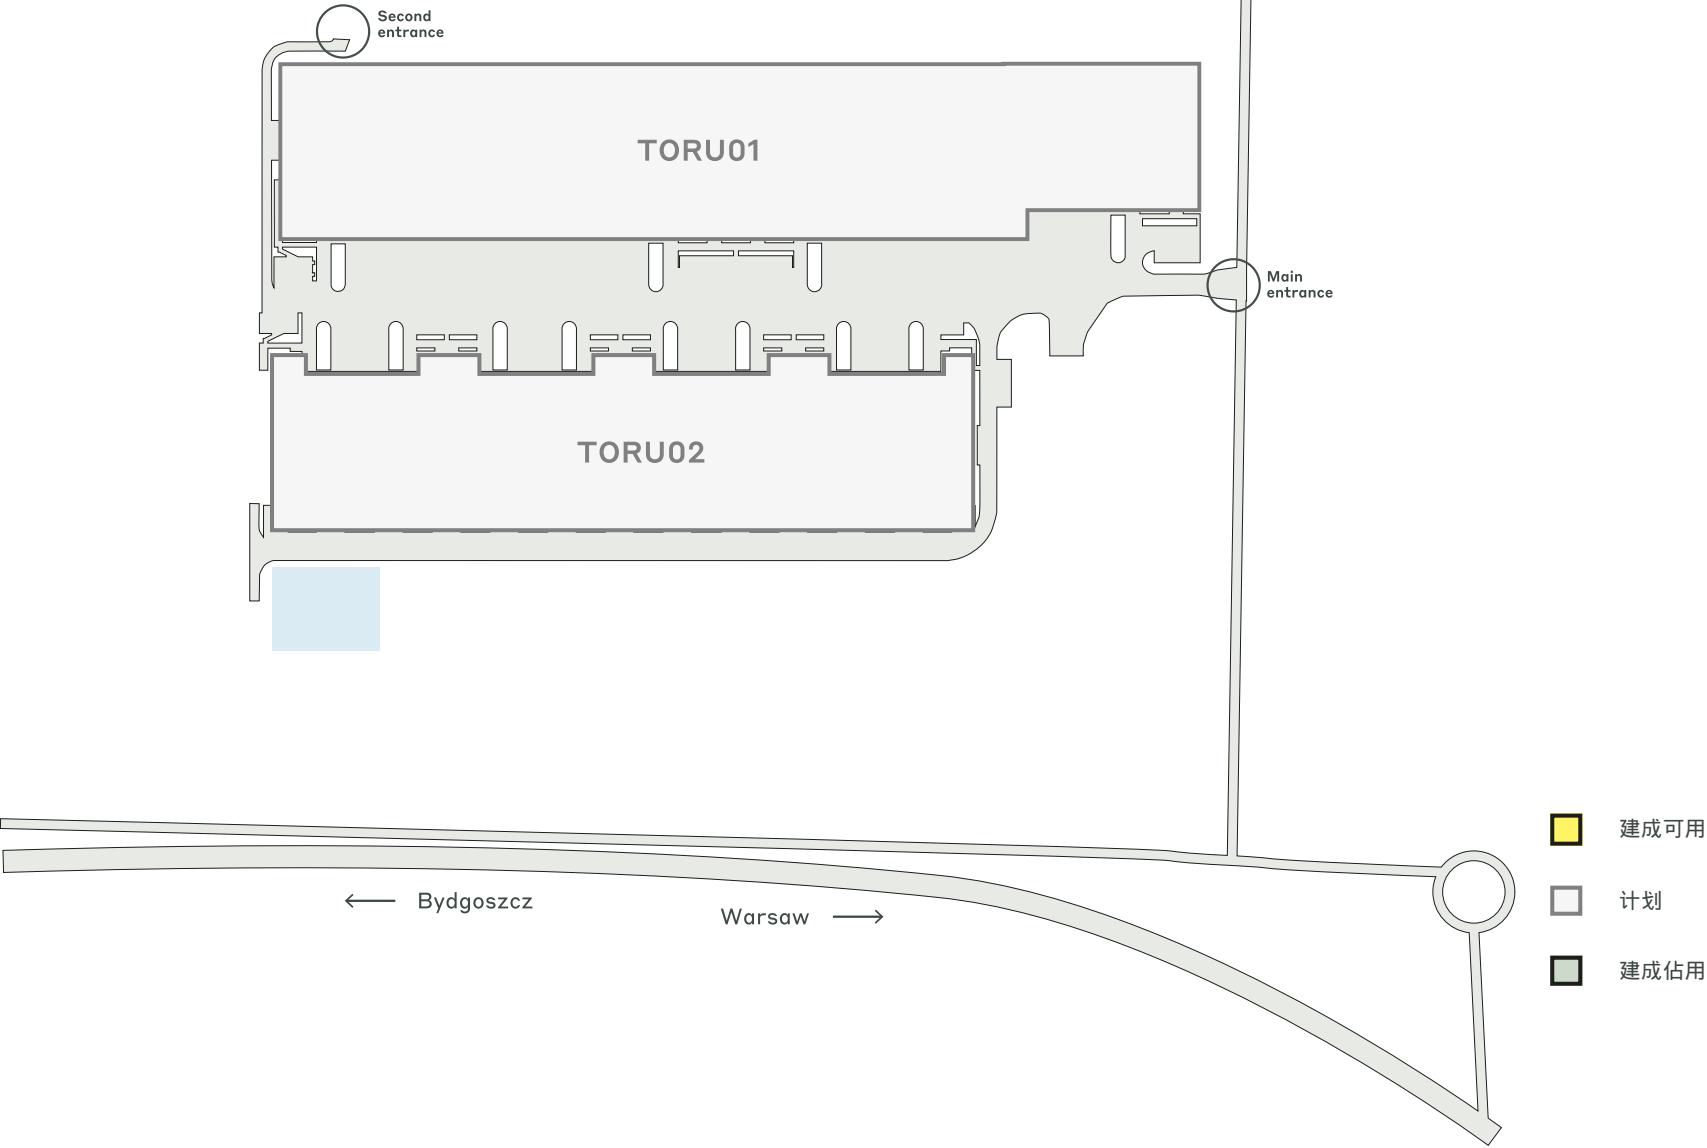 Second
entrance
TORU01
Main
entrance
TORU02
建成可用
计划
建成佔用
Bydgoszcz
Warsaw